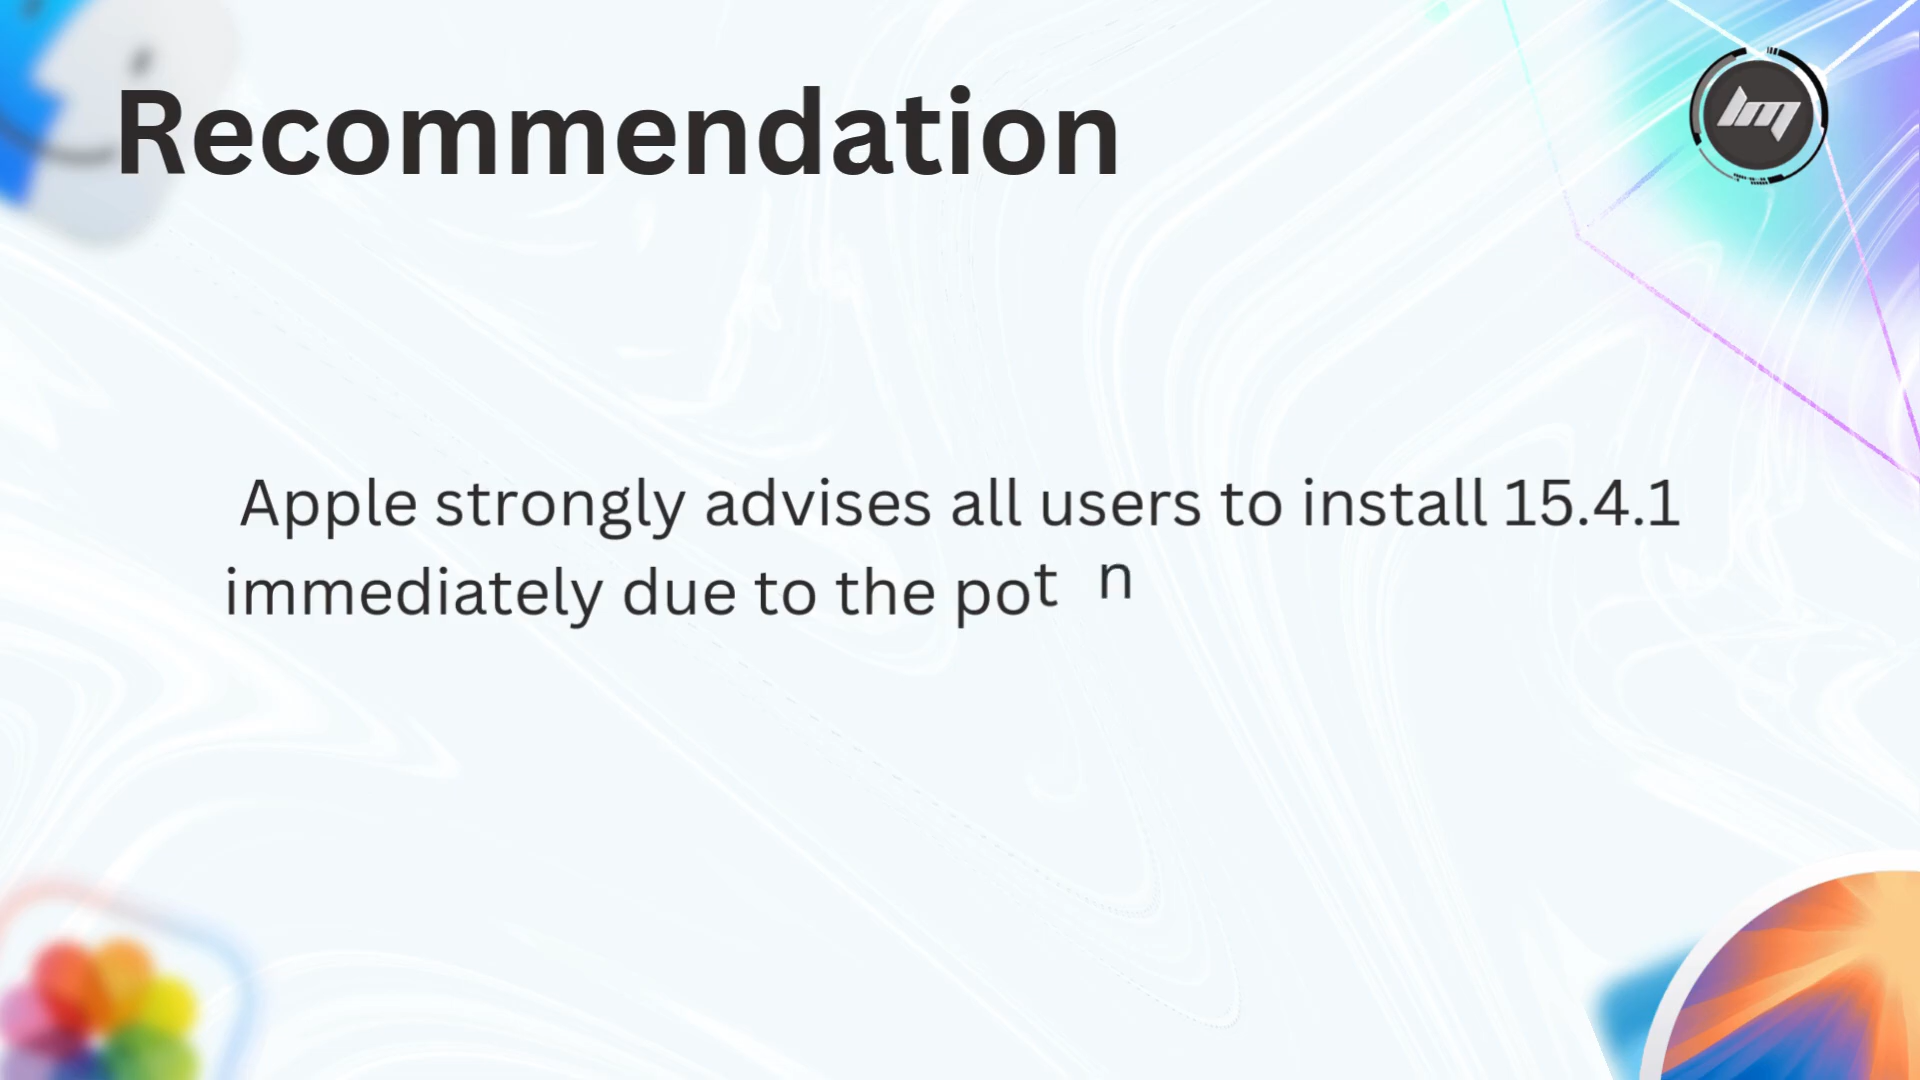 Recommendation
Apple strongly advises all users to install 15.4.1
immediately due to the pot n